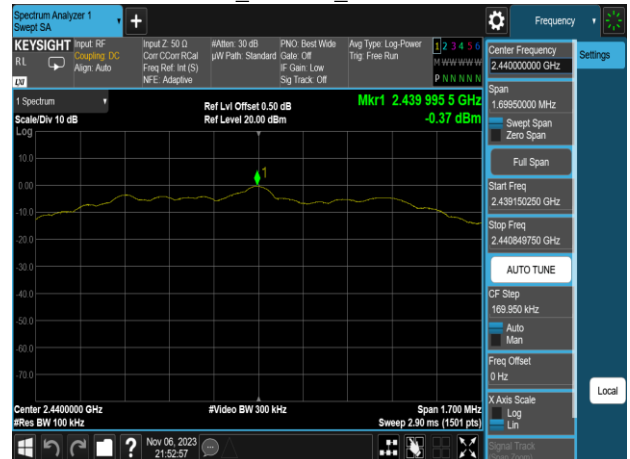 Spectrum Analyzer 1
Swept SA
Frequency
KEYSIGHT
RL
LXI
Input: RF
Coupling: DC
Align: Auto
Input Z: 50 Ω
Corr CCorr RCal
Freq Ref: Int (S)
NFE: Adaptive
#Atten: 30 dB
µW Path: Standard
PNO: Best Wide
Gate: Off
IF Gain: Low
Sig Track: Off
Avg Type: Log-Power
Trig: Free Run
1 2 3 4 5 6
M W W W W W
P N N N N N
Center Frequency
2.440000000 GHz
Settings
Span
1.69950000 MHz
Swept Span
Zero Span
Full Span
Start Freq
2.439150250 GHz
Stop Freq
2.440849750 GHz
AUTO TUNE
CF Step
169.950 kHz
Auto
Man
Freq Offset
0 Hz
X Axis Scale
Log
Lin
Signal Track
(Span Zoom)
Local
1 Spectrum
Scale/Div 10 dB
Log
Ref Lvl Offset 0.50 dB
Ref Level 20.00 dBm
Mkr1 2.439 995 5 GHz
-0.37 dBm
1
10.0
0.00
-10.0
-20.0
-30.0
-40.0
-50.0
-60.0
-70.0
Center 2.4400000 GHz
#Res BW 100 kHz
#Video BW 300 kHz
Span 1.700 MHz
Sweep 2.90 ms (1501 pts)
?
Nov 06, 2023
21:52:57